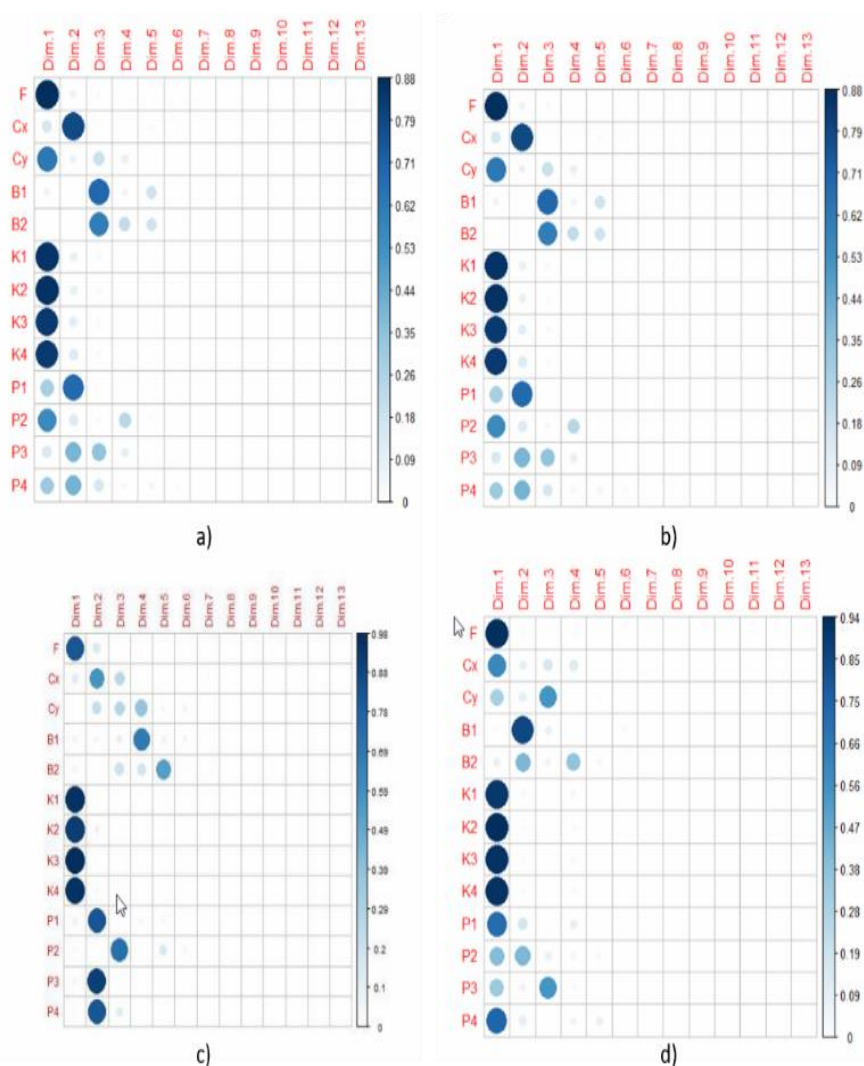 Dim.1 Dim.2 Dim.3 Dim.4 Dim.5 Dim.6 Dim.7 Dim.8 Dim.9 Dim.10 Dim.11 Dim.12 Dim.13
F
Cx
Cy
B1
B2
K1
K2
K3
K4
P1
P2
P3
P4
0.88
0.79
0.71
0.62
0.53
0.44
0.35
0.26
0.18
0.09
0
a)
Dim.1 Dim.2 Dim.3 Dim.4 Dim.5 Dim.6 Dim.7 Dim.8 Dim.9 Dim.10 Dim.11 Dim.12 Dim.13
F
Cx
Cy
B1
B2
K1
K2
K3
K4
P1
P2
P3
P4
0.88
0.79
0.71
0.62
0.53
0.44
0.35
0.26
0.18
0.09
0
b)
Dim.1 Dim.2 Dim.3 Dim.4 Dim.5 Dim.6 Dim.7 Dim.8 Dim.9 Dim.10 Dim.11 Dim.12 Dim.13
F
Cx
Cy
B1
B2
K1
K2
K3
K4
P1
P2
P3
P4
0.98
0.88
0.78
0.69
0.59
0.49
0.39
0.29
0.2
0.1
0
c)
Dim.1 Dim.2 Dim.3 Dim.4 Dim.5 Dim.6 Dim.7 Dim.8 Dim.9 Dim.10 Dim.11 Dim.12 Dim.13
F
Cx
Cy
B1
B2
K1
K2
K3
K4
P1
P2
P3
P4
0.94
0.85
0.75
0.66
0.56
0.47
0.38
0.28
0.19
0.09
0
d)